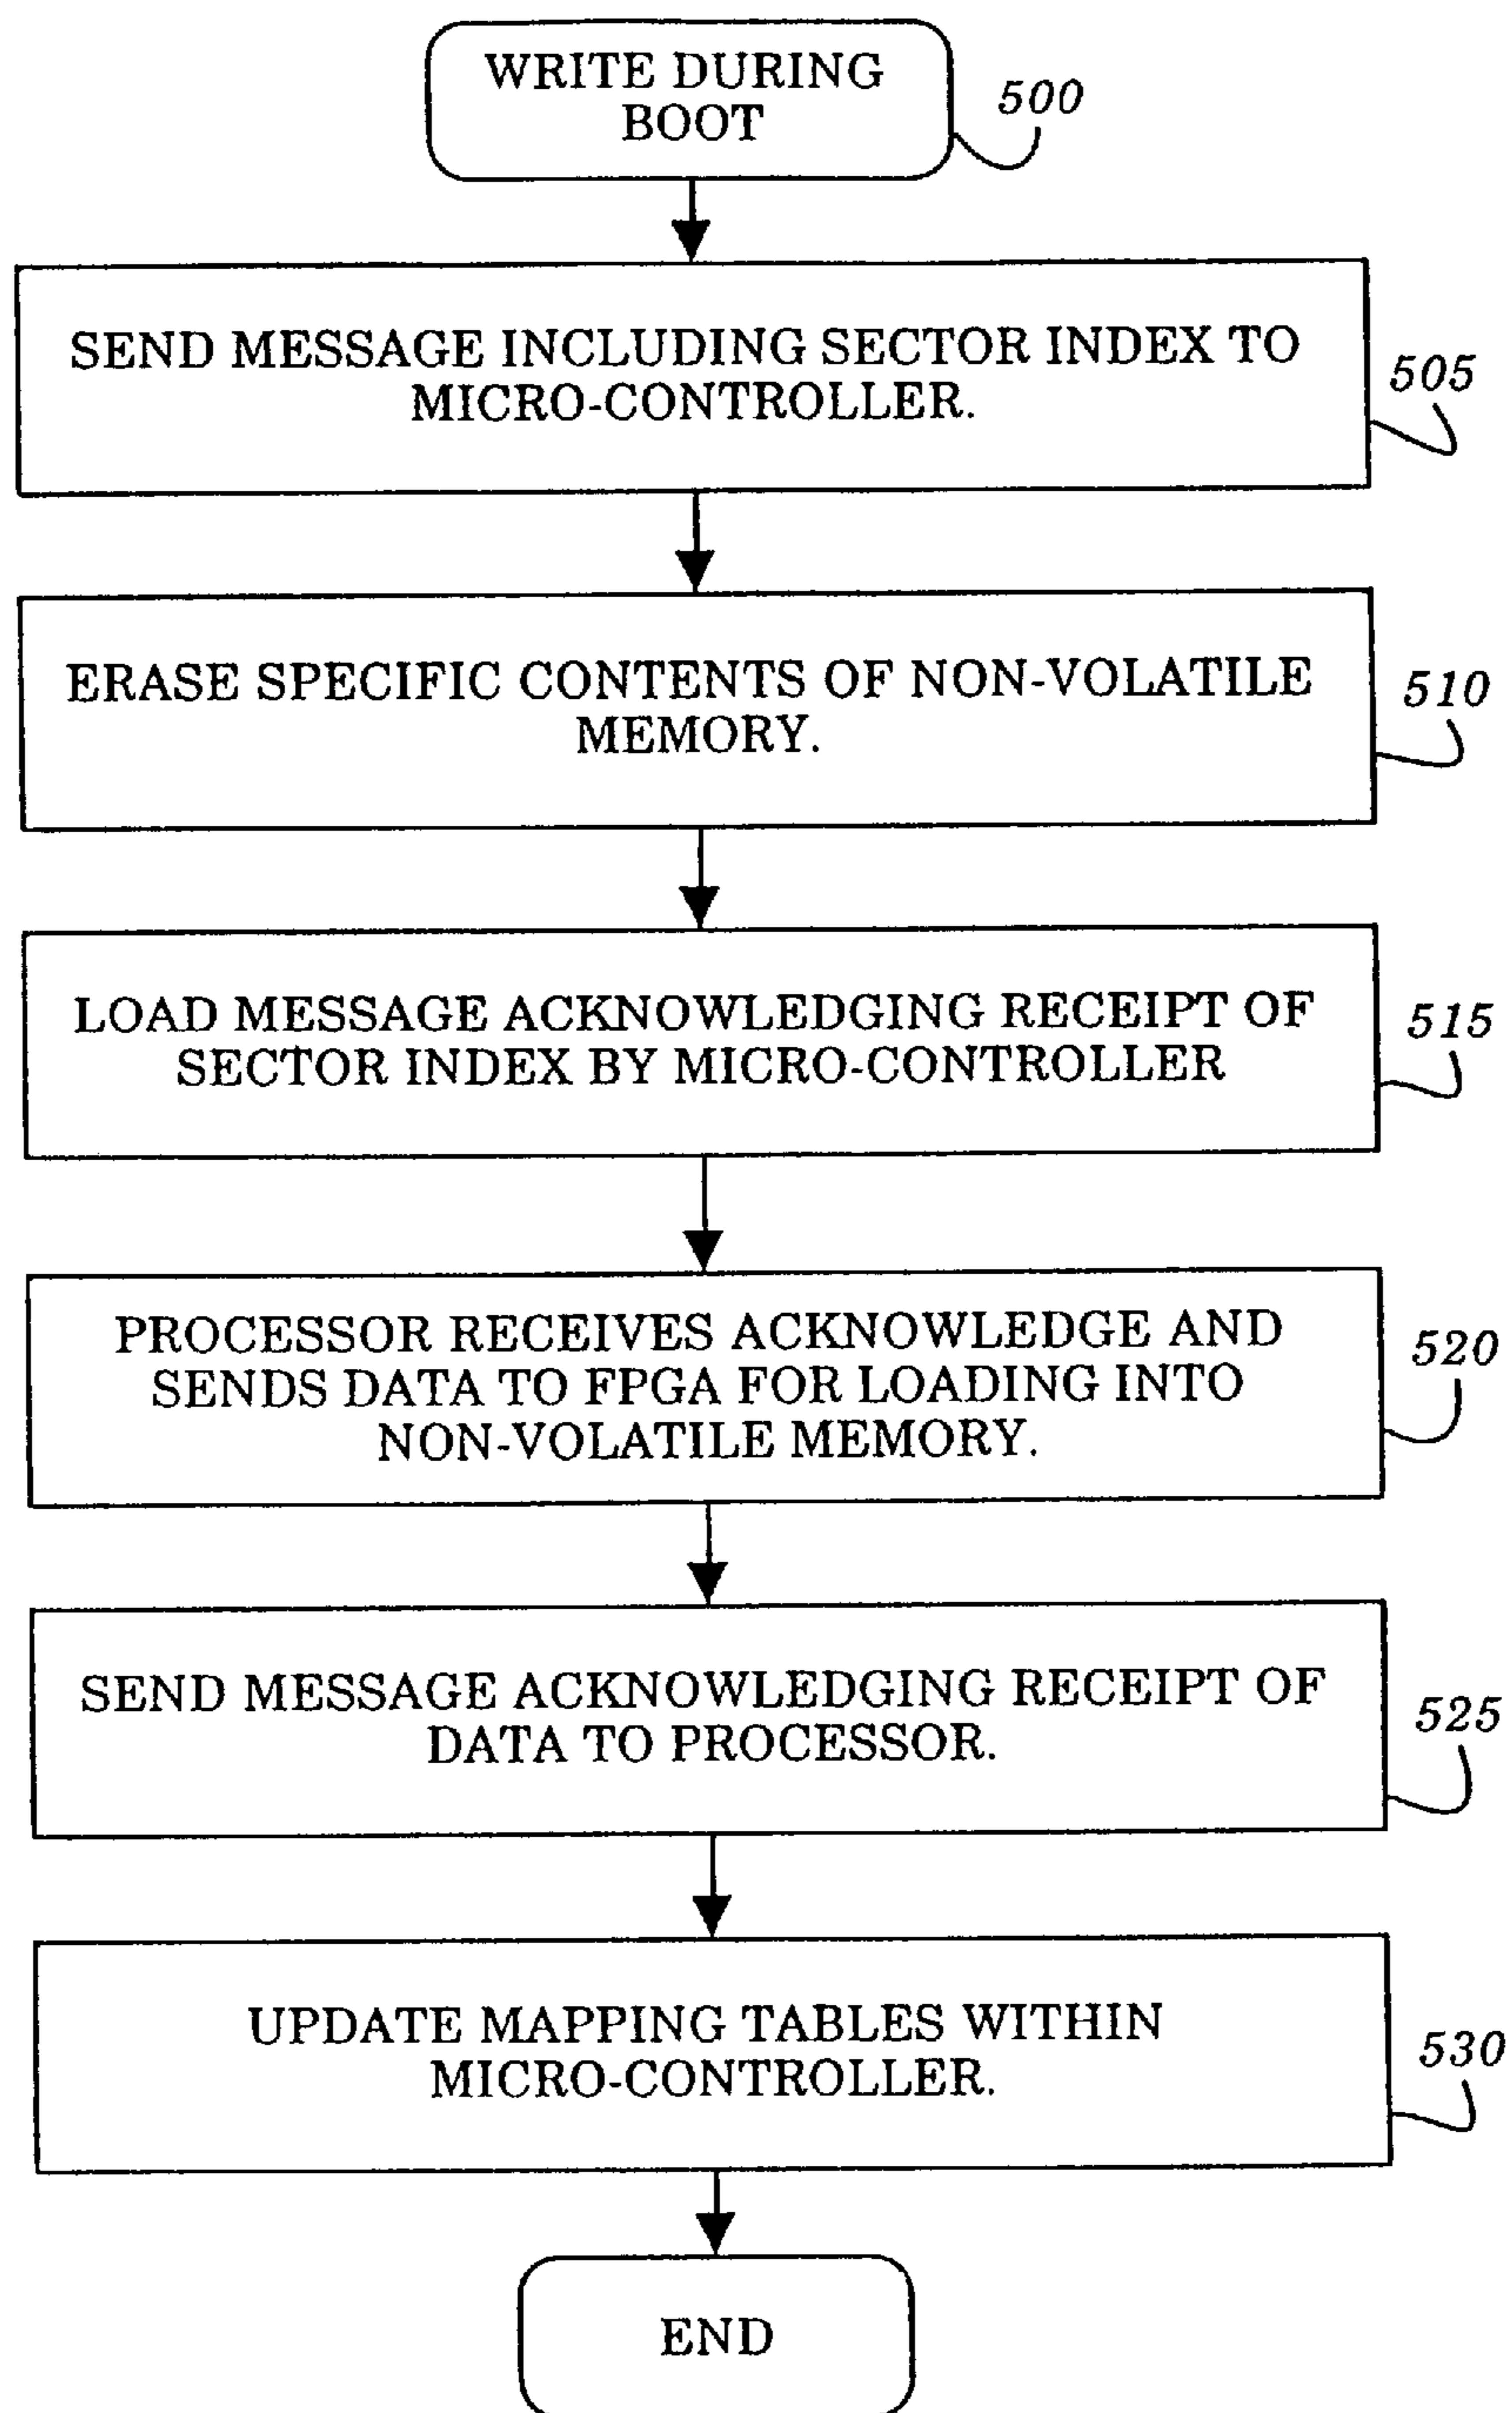 WRITE DURING
BOOT
500
SEND MESSAGE INCLUDING SECTOR INDEX TO
MICRO-CONTROLLER.
505
ERASE SPECIFIC CONTENTS OF NON-VOLATILE
MEMORY.
510
LOAD MESSAGE ACKNOWLEDGING RECEIPT OF
SECTOR INDEX BY MICRO-CONTROLLER
515
PROCESSOR RECEIVES ACKNOWLEDGE AND
SENDS DATA TO FPGA FOR LOADING INTO
NON-VOLATILE MEMORY.
520
SEND MESSAGE ACKNOWLEDGING RECEIPT OF
DATA TO PROCESSOR.
525
UPDATE MAPPING TABLES WITHIN
MICRO-CONTROLLER.
530
END